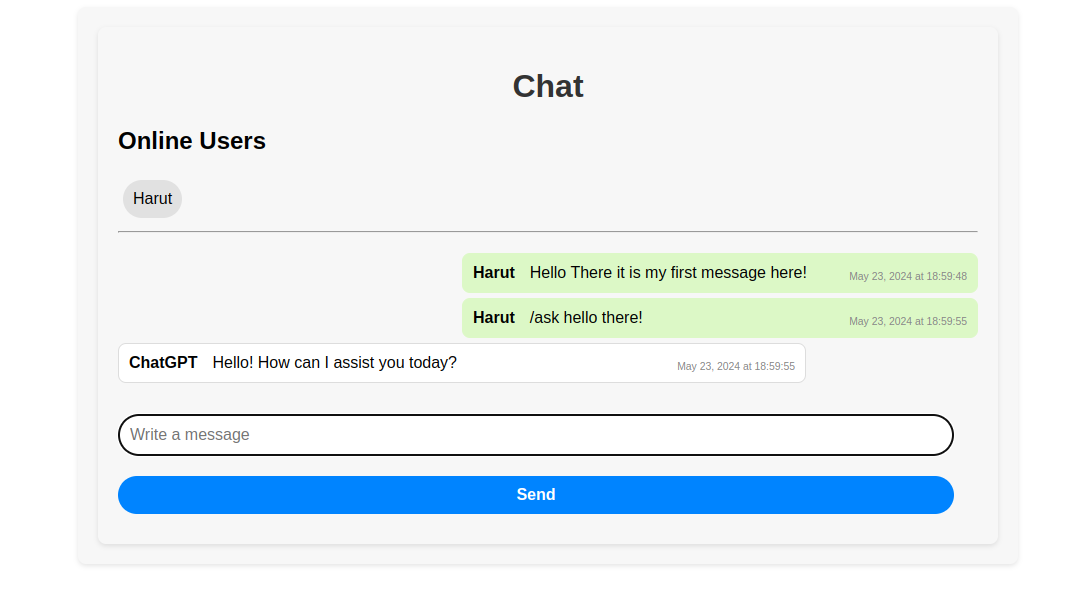 Chat
Online Users
Harut
Harut Hello There it is my first message here! May 23, 2024 at 18:59:48
Harut /ask hello there! May 23, 2024 at 18:59:55
ChatGPT Hello! How can I assist you today? May 23, 2024 at 18:59:55
Write a message
Send